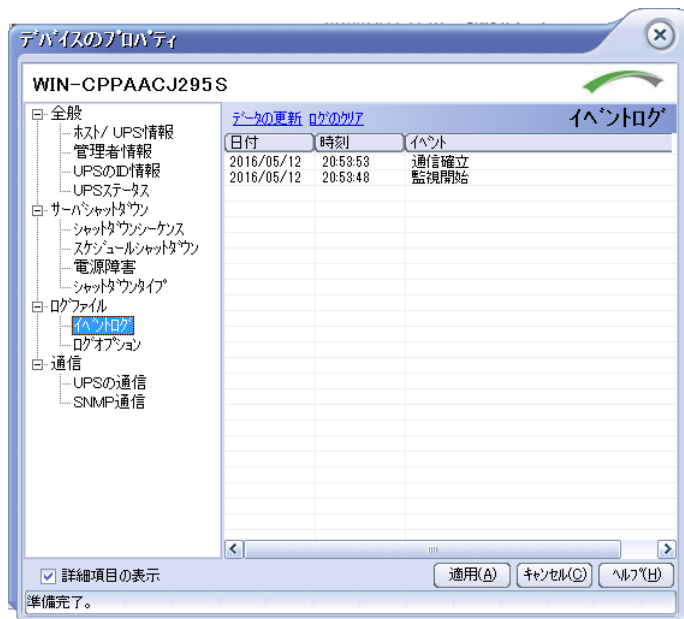 ﾃﾞﾊﾞｲｽのﾌﾟﾛﾊﾟﾃｨ
WIN-CPPAACJ295S
全般
ﾎｽﾄ/ UPS情報
管理者情報
UPSのID情報
UPSｽﾃｰﾀｽ
ｻｰﾊﾞｼｬｯﾄﾀﾞｳﾝ
ｼｬｯﾄﾀﾞｳﾝｼｰｹﾝｽ
ｽｹｼﾞｭｰﾙｼｬｯﾄﾀﾞｳﾝ
電源障害
ｼｬｯﾄﾀﾞｳﾝﾀｲﾌﾟ
ﾛｸﾞﾌｧｲﾙ
ｲﾍﾞﾝﾄﾛｸﾞ
ﾛｸﾞｵﾌﾟｼｮﾝ
通信
UPSの通信
SNMP通信
ﾃﾞｰﾀの更新 ﾛｸﾞのｸﾘｱ ｲﾍﾞﾝﾄﾛｸﾞ
日付 時刻 ｲﾍﾞﾝﾄ
2016/05/12 20:53:53 通信確立
2016/05/12 20:53:48 監視開始
詳細項目の表示
適用(A) ｷｬﾝｾﾙ(C) ﾍﾙﾌﾟ(H)
準備完了。